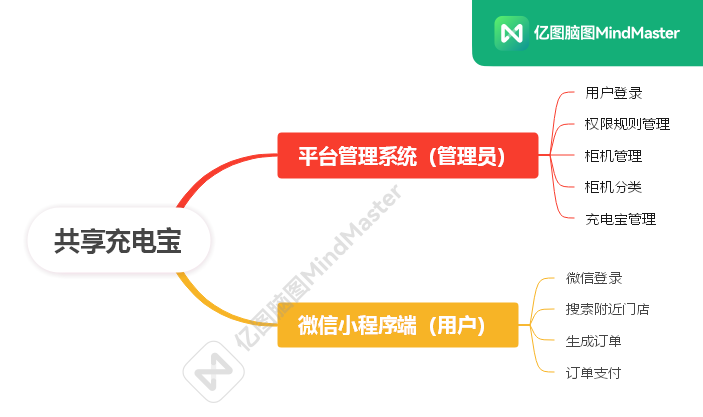 亿图脑图MindMaster
用户登录
权限规则管理
平台管理系统（管理员）
柜机管理
柜机分类
充电宝管理
共享充电宝
微信登录
搜索附近门店
微信小程序端（用户）
生成订单
订单支付
亿图脑图MindMaster